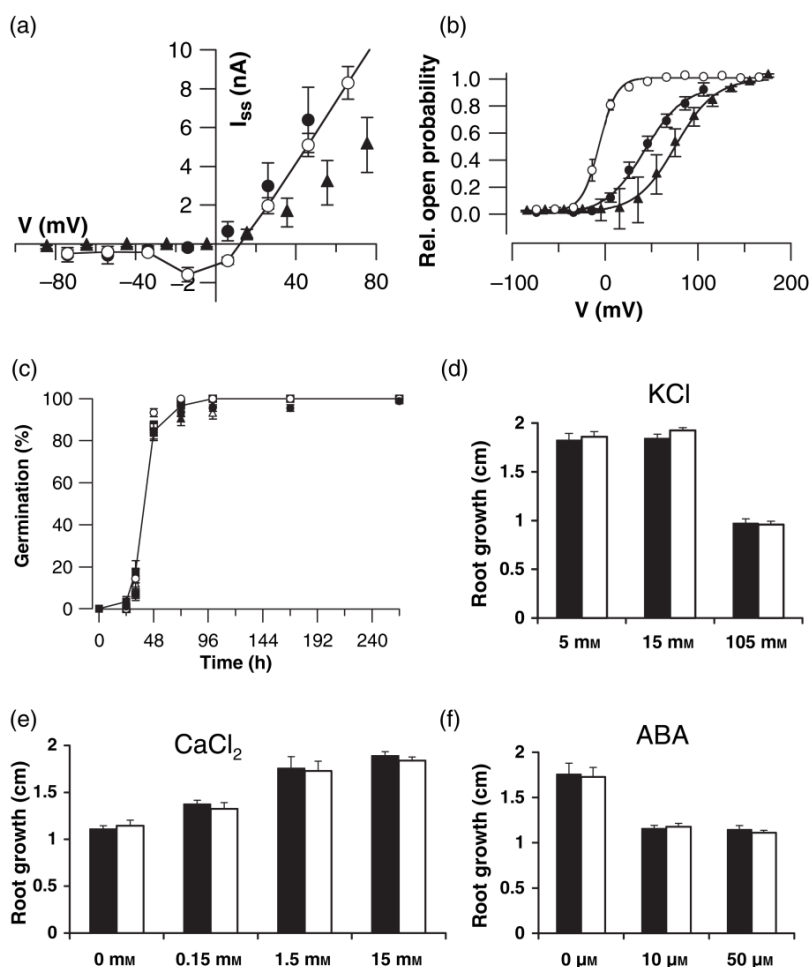 (a)
10
8
6
4
2
−2
I_ss (nA)
V (mV)
−80
−40
0
40
80
(b)
1.0
0.8
0.6
0.4
0.2
0.0
Rel. open probability
−100
0
100
200
V (mV)
(c)
100
80
60
40
20
0
Germination (%)
0
48
96
144
192
240
Time (h)
(d)
KCl
2
1.5
1
0.5
0
Root growth (cm)
5 mM
15 mM
105 mM
(e)
CaCl₂
2
1.5
1
0.5
0
Root growth (cm)
0 mM
0.15 mM
1.5 mM
15 mM
(f)
ABA
2
1.5
1
0.5
0
Root growth (cm)
0 μM
10 μM
50 μM